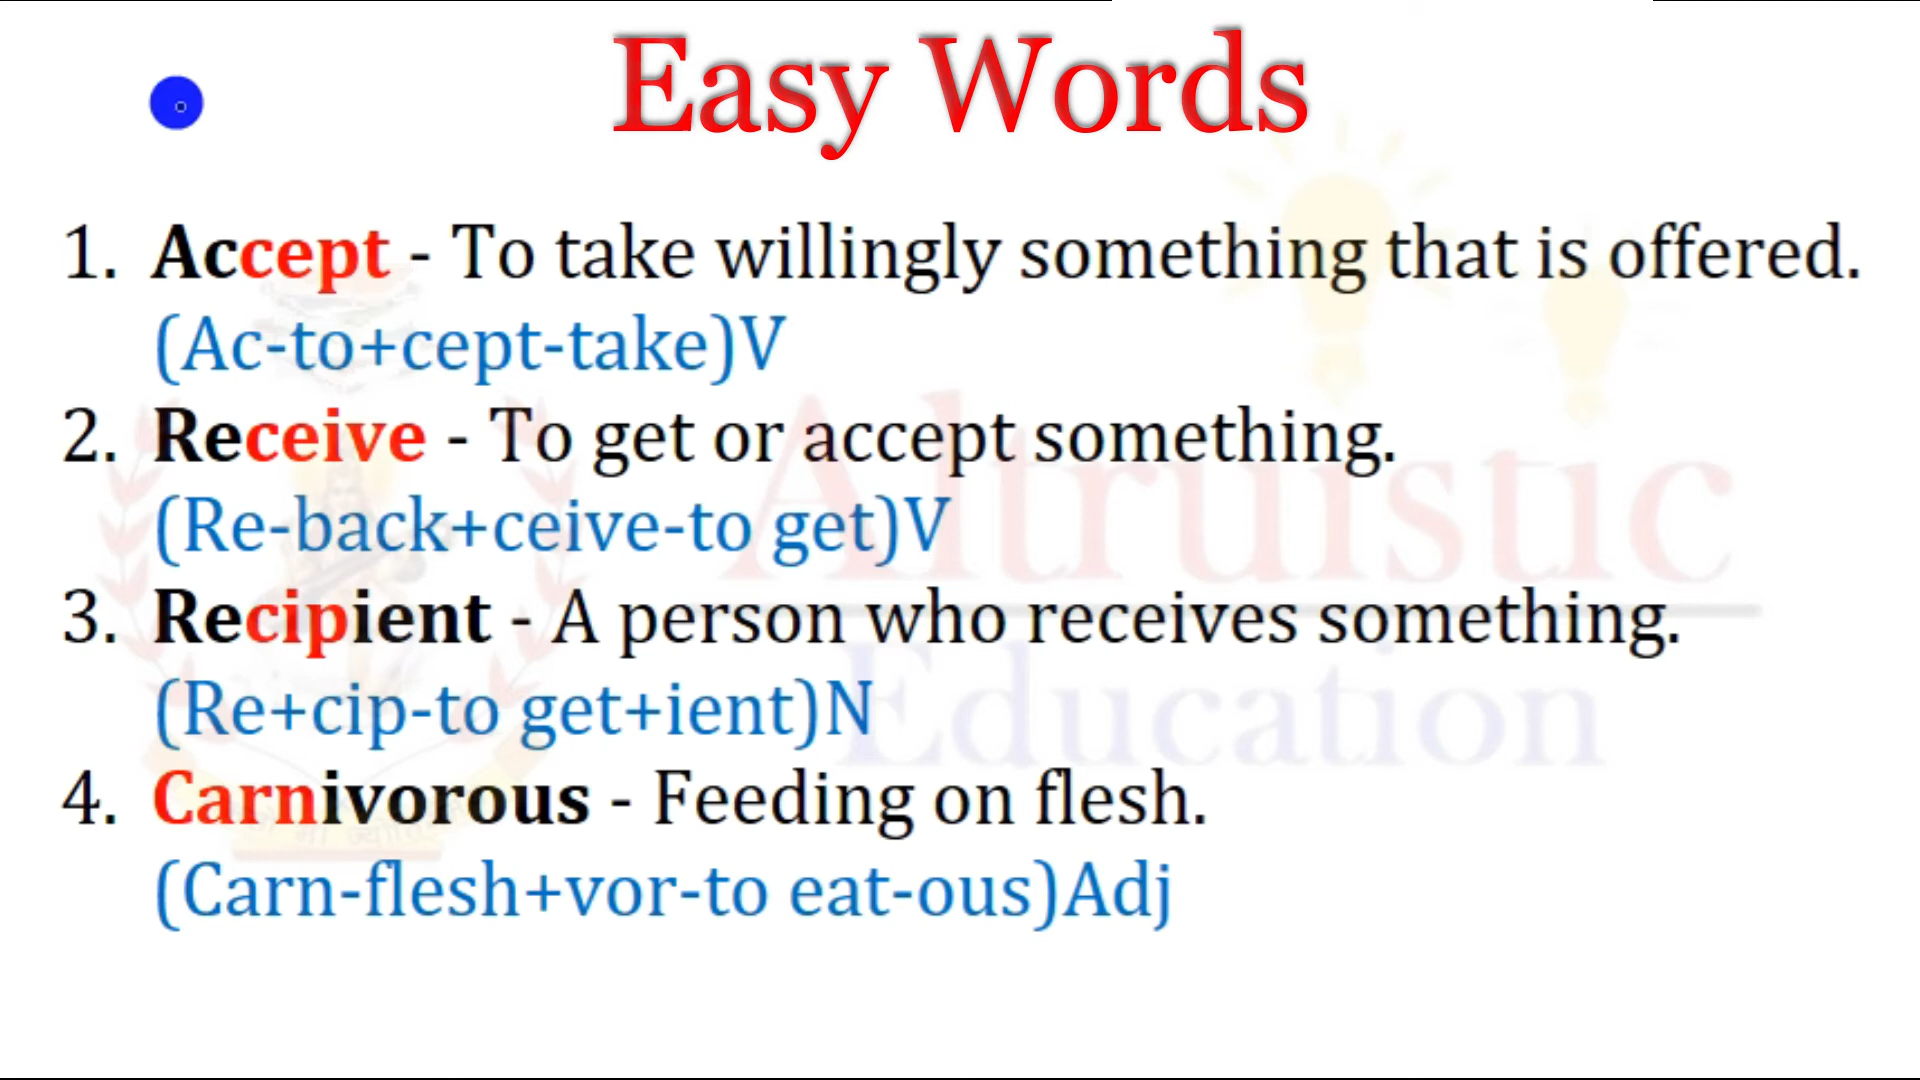 Easy Words
1. Accept - To take willingly something that is offered.
(Ac-to+cept-take)V
2. Receive - To get or accept something.
(Re-back+ceive-to get)V
3. Recipient - A person who receives something.
(Re+cip-to get+ient)N
4. Carnivorous - Feeding on flesh.
(Carn-flesh+vor-to eat-ous)Adj
Altruistic
Education